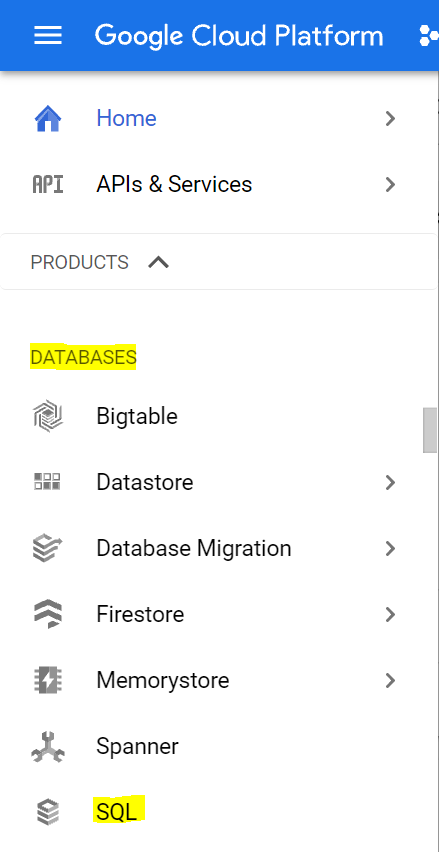 Google Cloud Platform
Home
API APIs & Services
PRODUCTS
DATABASES
Bigtable
Datastore
Database Migration
Firestore
Memorystore
Spanner
SQL